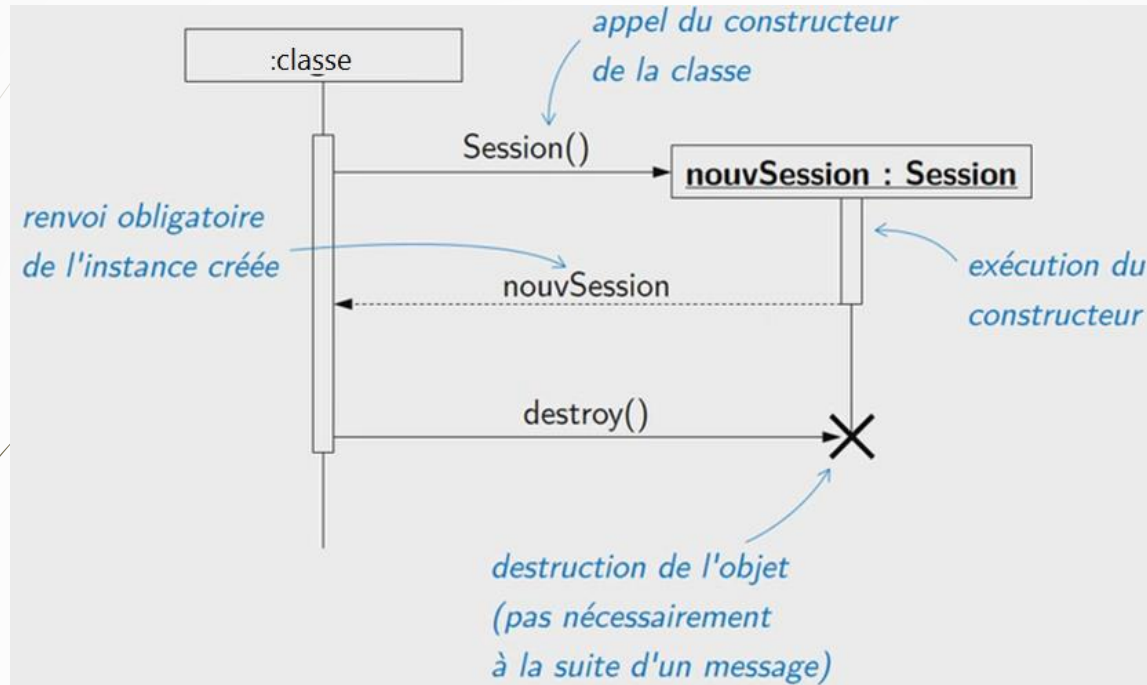 appel du constructeur
de la classe
:classe
Session()
nouvSession : Session
renvoi obligatoire
de l'instance créée
exécution du
constructeur
nouvSession
destroy()
destruction de l'objet
(pas nécessairement
à la suite d'un message)